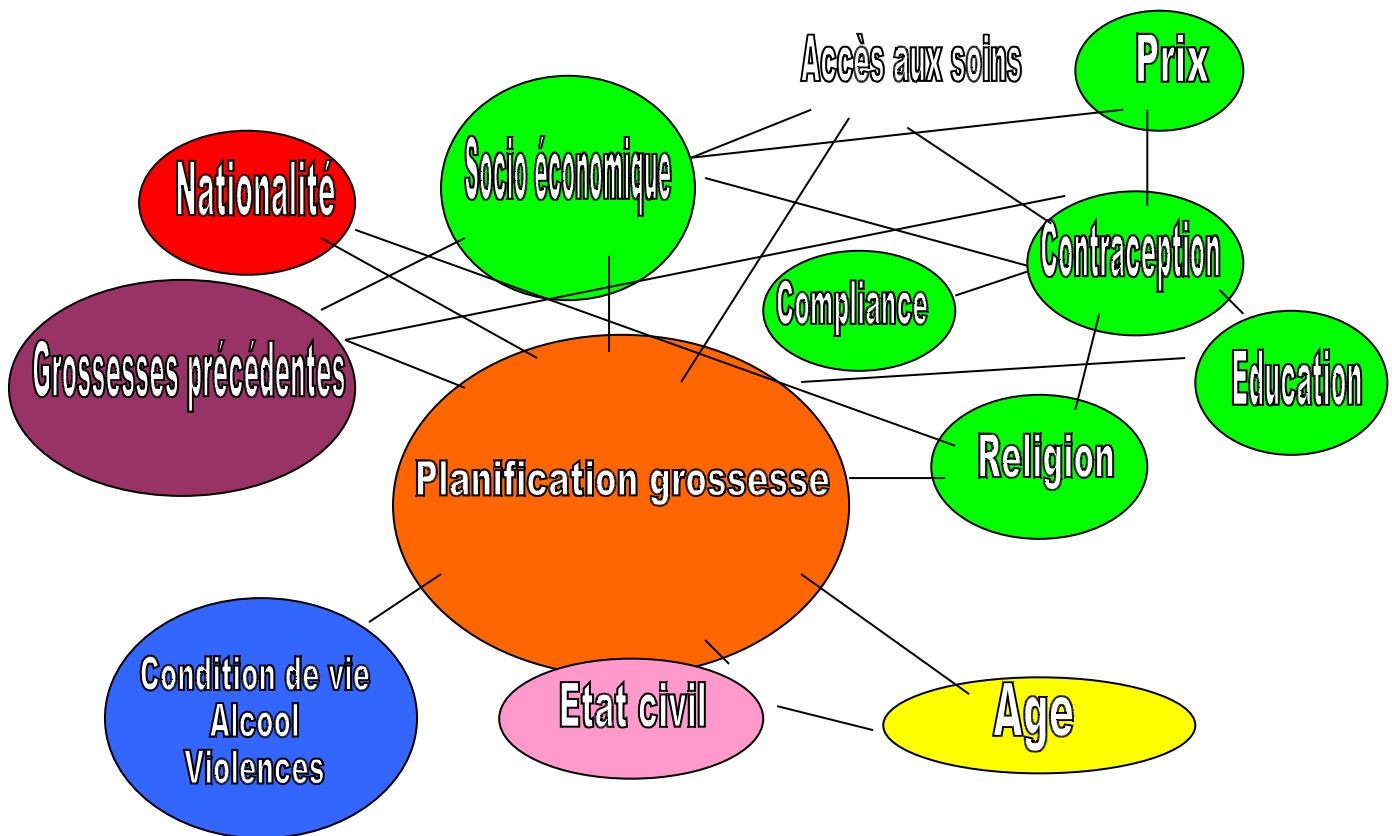 Accès aux soins
Prix
Socio économique
Nationalité
Contraception
Compliance
Grossesses précédentes
Education
Religion
Planification grossesse
Condition de vie
Alcool
Violences
Etat civil
Age